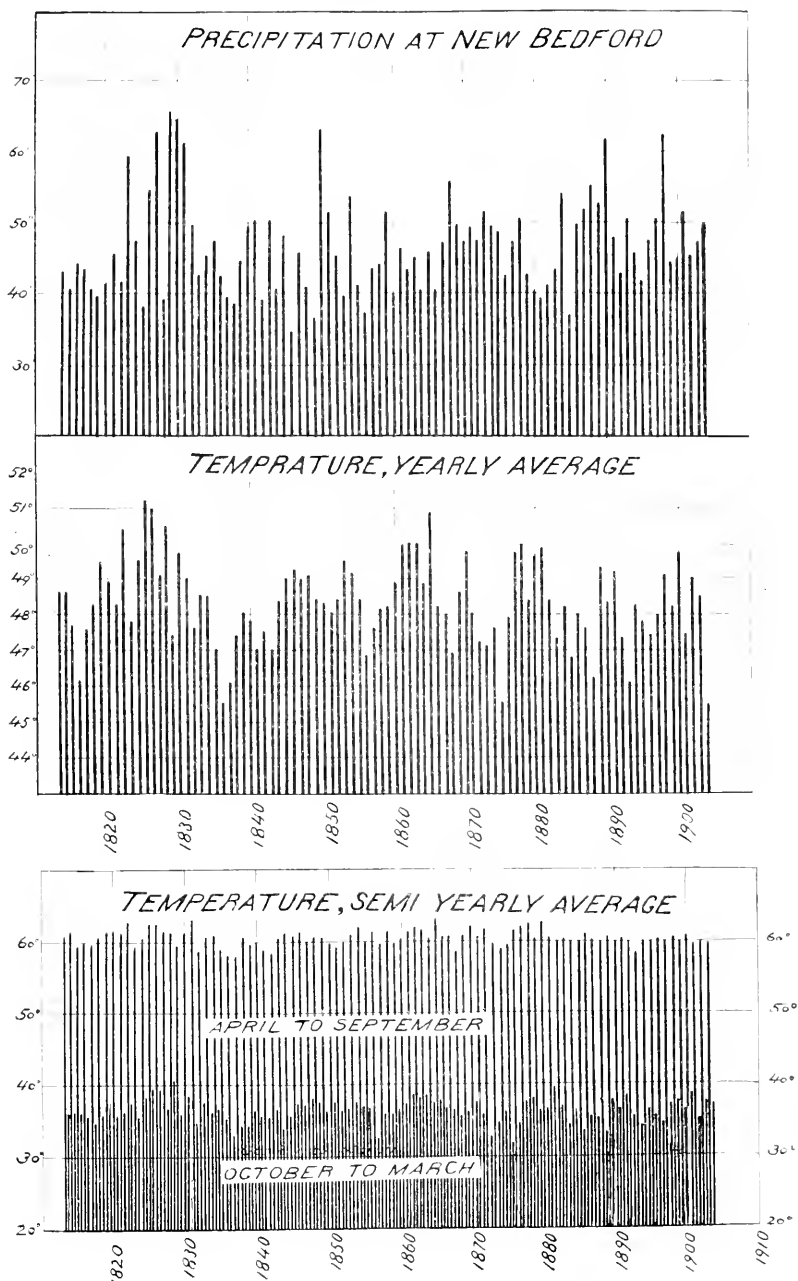 PRECIPITATION AT NEW BEDFORD
70
60
50
40
30
TEMPRATURE, YEARLY AVERAGE
52°
51°
50°
49°
48°
47°
46°
45°
44°
1820 1830 1840 1850 1860 1870 1880 1890 1900
TEMPERATURE, SEMI YEARLY AVERAGE
60° 60°
50° 50°
APRIL TO SEPTEMBER
40° 40°
30° 30°
OCTOBER TO MARCH
20° 20°
1820 1830 1840 1850 1860 1870 1880 1890 1900 1910